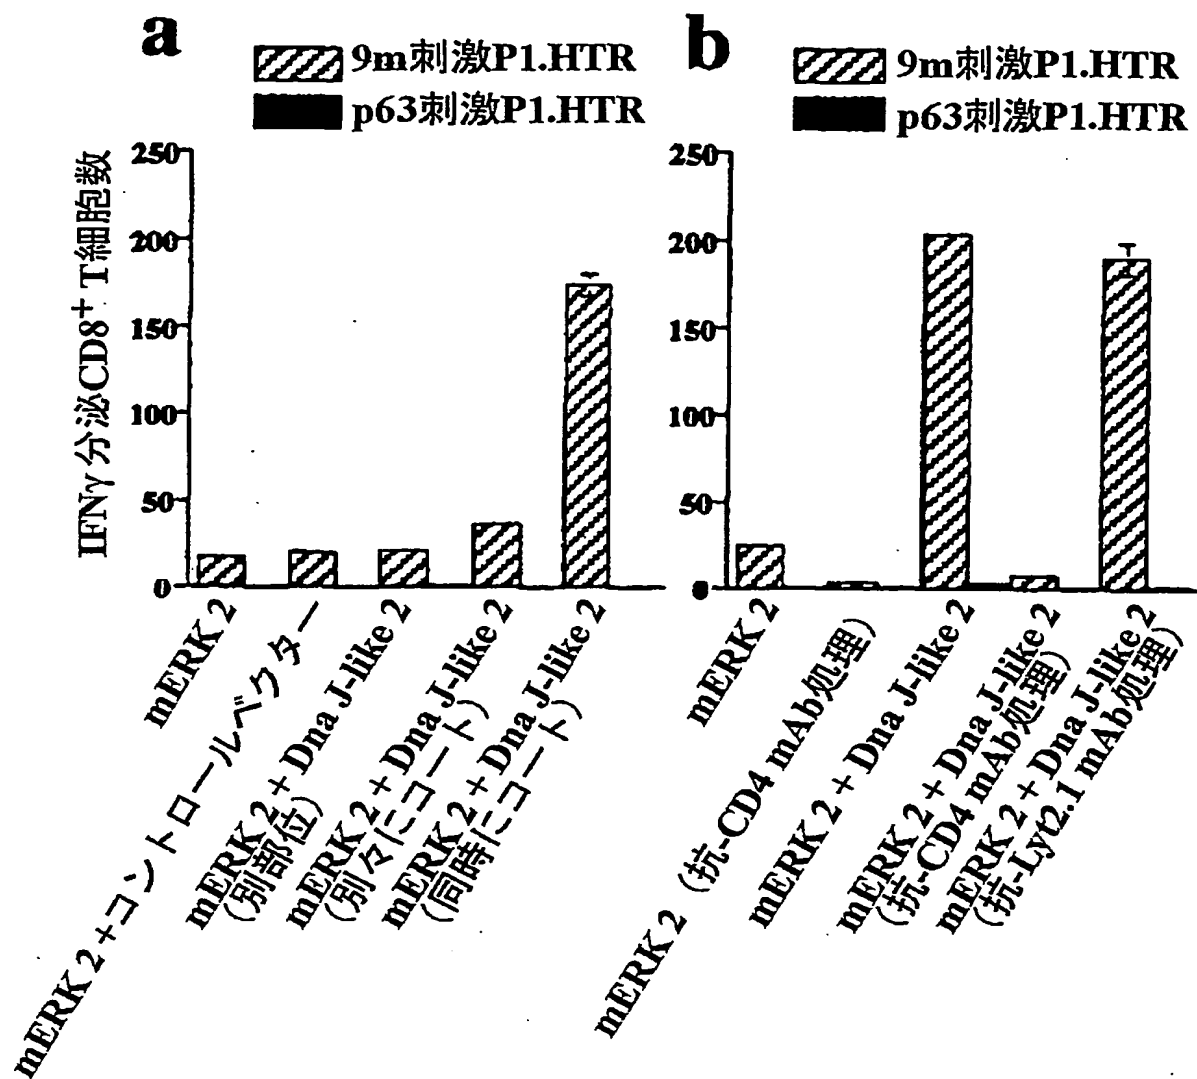 a
9m刺激P1.HTR
p63刺激P1.HTR
IFNγ分泌CD8+ T細胞数
250
200
150
100
50
0
mERK 2
mERK 2+コントロールベクター
mERK 2 + Dna J-like 2
(別部位)
mERK 2 + Dna J-like 2
(別々にコート)
mERK 2 + Dna J-like 2
(同時にコート)
b
9m刺激P1.HTR
p63刺激P1.HTR
250
200
150
100
50
0
mERK 2
mERK 2 (抗-CD4 mAb処理)
mERK 2 + Dna J-like 2
mERK 2 + Dna J-like 2
(抗-CD4 mAb処理)
mERK 2 + Dna J-like 2
(抗-Lyt2.1 mAb処理)